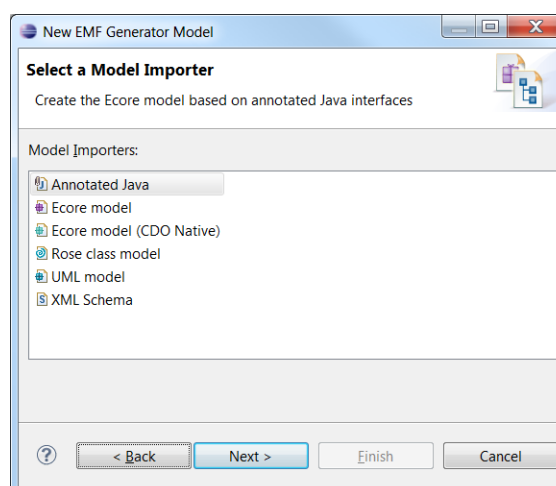 New EMF Generator Model
Select a Model Importer
Create the Ecore model based on annotated Java interfaces
Model Importers:
Annotated Java
Ecore model
Ecore model (CDO Native)
Rose class model
UML model
XML Schema
< Back
Next >
Finish
Cancel